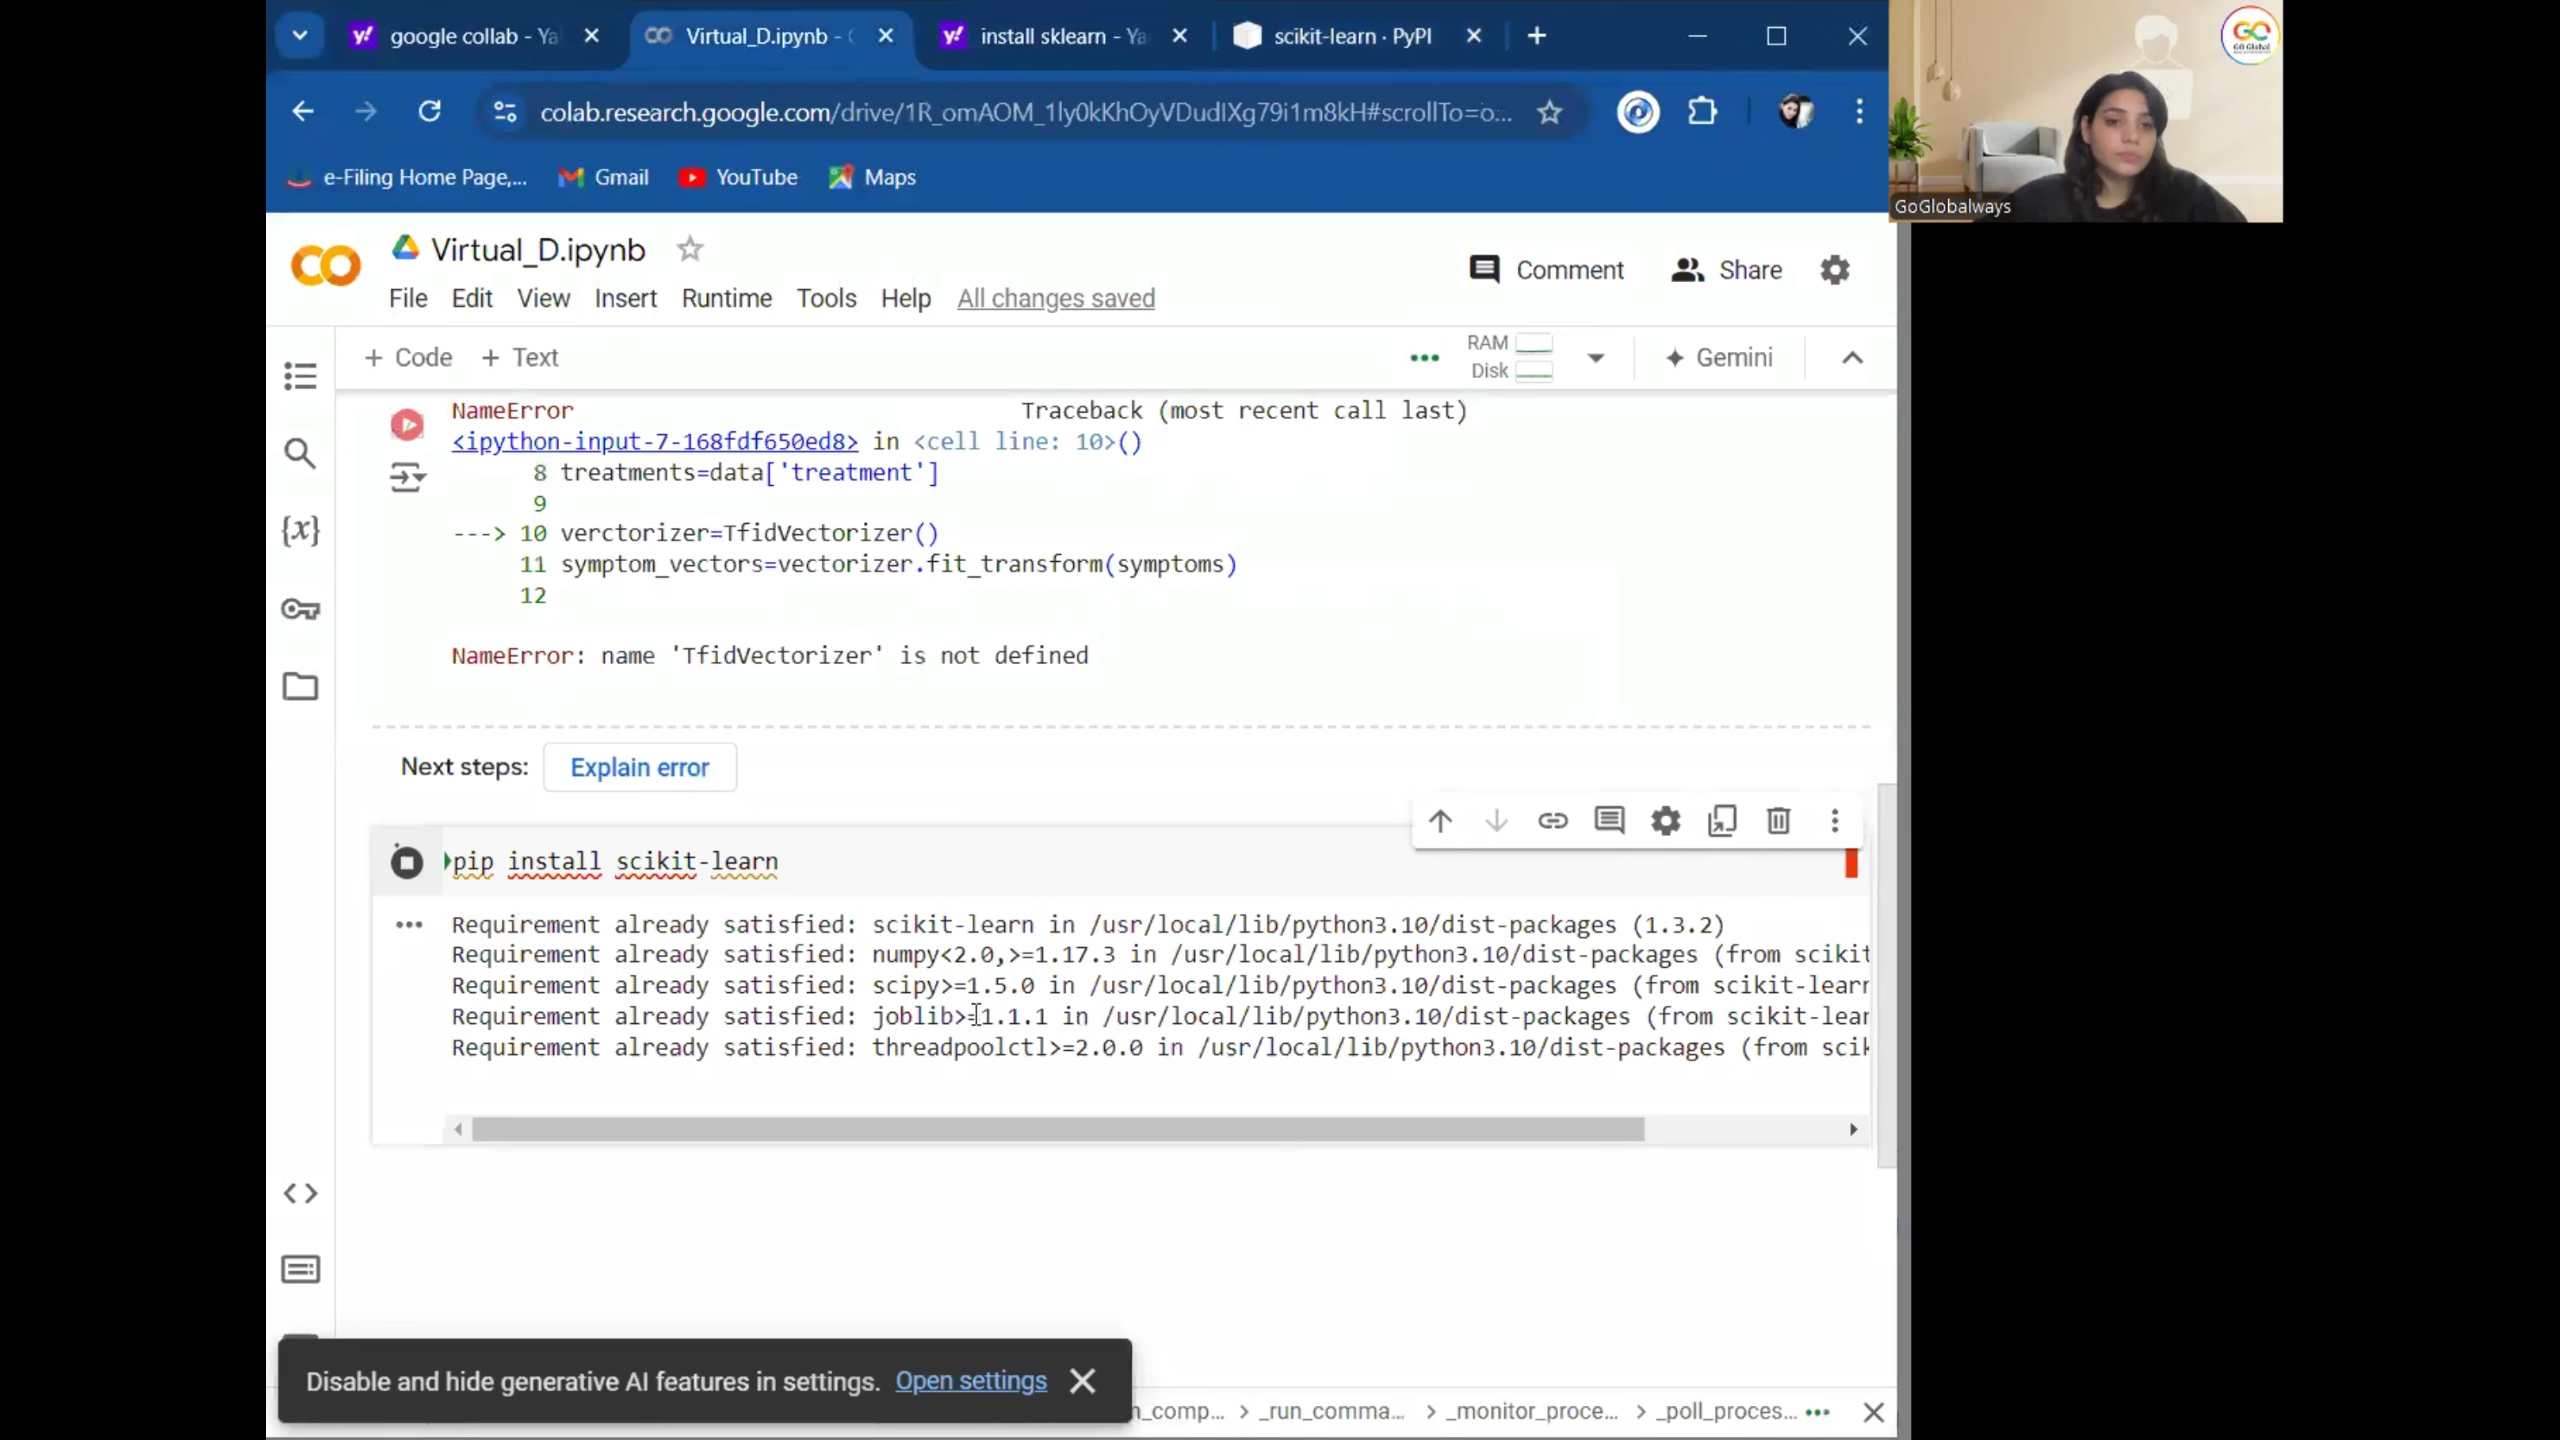 google collab - Ya
Virtual_D.ipynb -
install sklearn - Ya
scikit-learn · PyPI
colab.research.google.com/drive/1R_omAOM_1ly0kKhOyVDudIXg79i1m8kH#scrollTo=o...
e-Filing Home Page,...
Gmail
YouTube
Maps
GO Global
GoGlobalways
CO
Virtual_D.ipynb
Comment
Share
File Edit View Insert Runtime Tools Help All changes saved
+ Code + Text
RAM
Disk
Gemini
NameError Traceback (most recent call last)
<ipython-input-7-168fdf650ed8> in <cell line: 10>()
8 treatments=data['treatment']
9
---> 10 verctorizer=TfidVectorizer()
11 symptom_vectors=vectorizer.fit_transform(symptoms)
12
NameError: name 'TfidVectorizer' is not defined
Next steps: Explain error
pip install scikit-learn
Requirement already satisfied: scikit-learn in /usr/local/lib/python3.10/dist-packages (1.3.2)
Requirement already satisfied: numpy<2.0,>=1.17.3 in /usr/local/lib/python3.10/dist-packages (from scikit
Requirement already satisfied: scipy>=1.5.0 in /usr/local/lib/python3.10/dist-packages (from scikit-learn
Requirement already satisfied: joblib>=1.1.1 in /usr/local/lib/python3.10/dist-packages (from scikit-lear
Requirement already satisfied: threadpoolctl>=2.0.0 in /usr/local/lib/python3.10/dist-packages (from scik
Disable and hide generative AI features in settings. Open settings
n_comp... > _run_comma... > _monitor_proce... > _poll_proces...